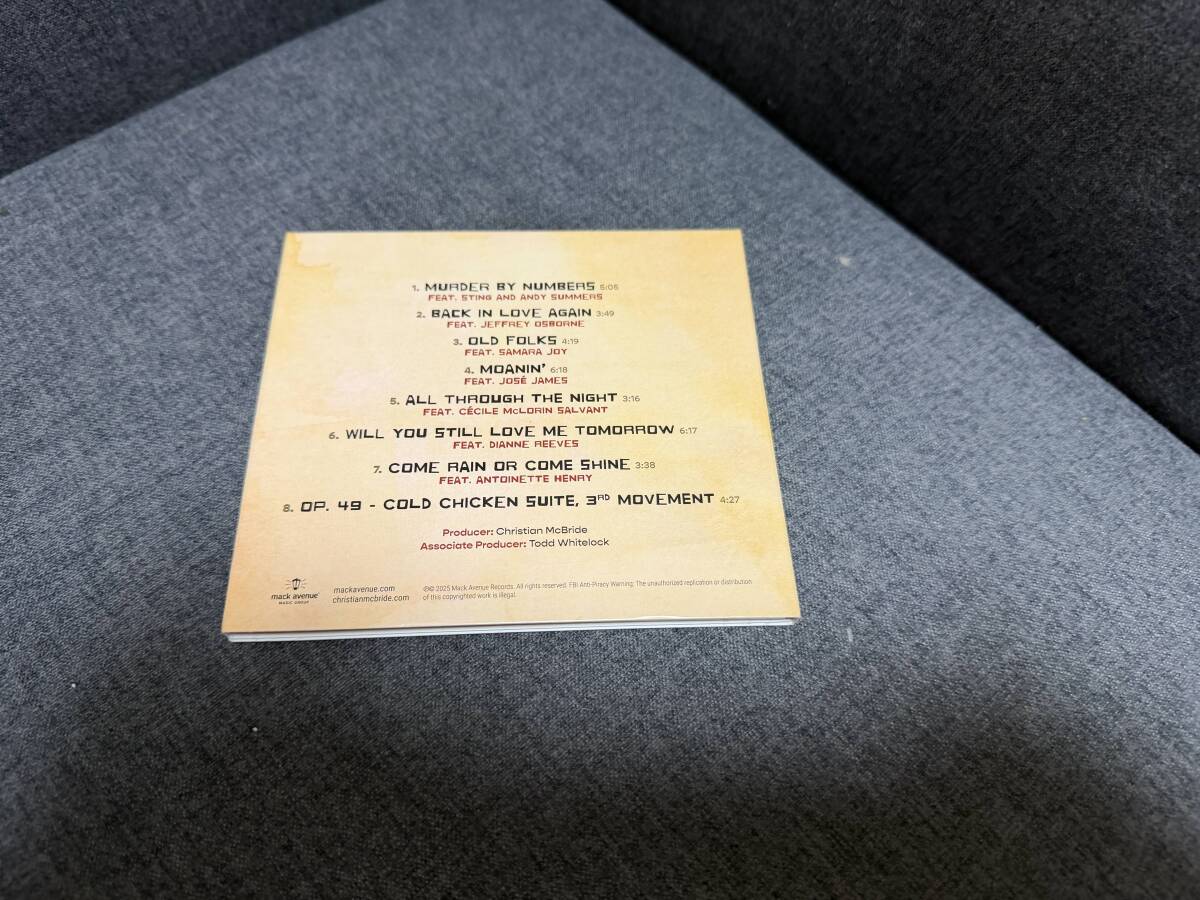 1. MURDER BY NUMBERS 5:05
FEAT. STING AND ANDY SUMMERS
2. BACK IN LOVE AGAIN 3:49
FEAT. JEFFREY OSBORNE
3. OLD FOLKS 4:19
FEAT. SAMARA JOY
4. MOANIN' 6:18
FEAT. JOSÉ JAMES
5. ALL THROUGH THE NIGHT 3:16
FEAT. CÉCILE McLORIN SALVANT
6. WILL YOU STILL LOVE ME TOMORROW 6:17
FEAT. DIANNE REEVES
7. COME RAIN OR COME SHINE 3:38
FEAT. ANTOINETTE HENRY
8. OP. 49 - COLD CHICKEN SUITE, 3RD MOVEMENT 4:27
Producer: Christian McBride
Associate Producer: Todd Whitelock
mack avenue
MUSIC GROUP
mackavenue.com
christianmcbride.com
℗© 2025 Mack Avenue Records. All rights reserved. FBI Anti-Piracy Warning: The unauthorized replication or distribution
of this copyrighted work is illegal.